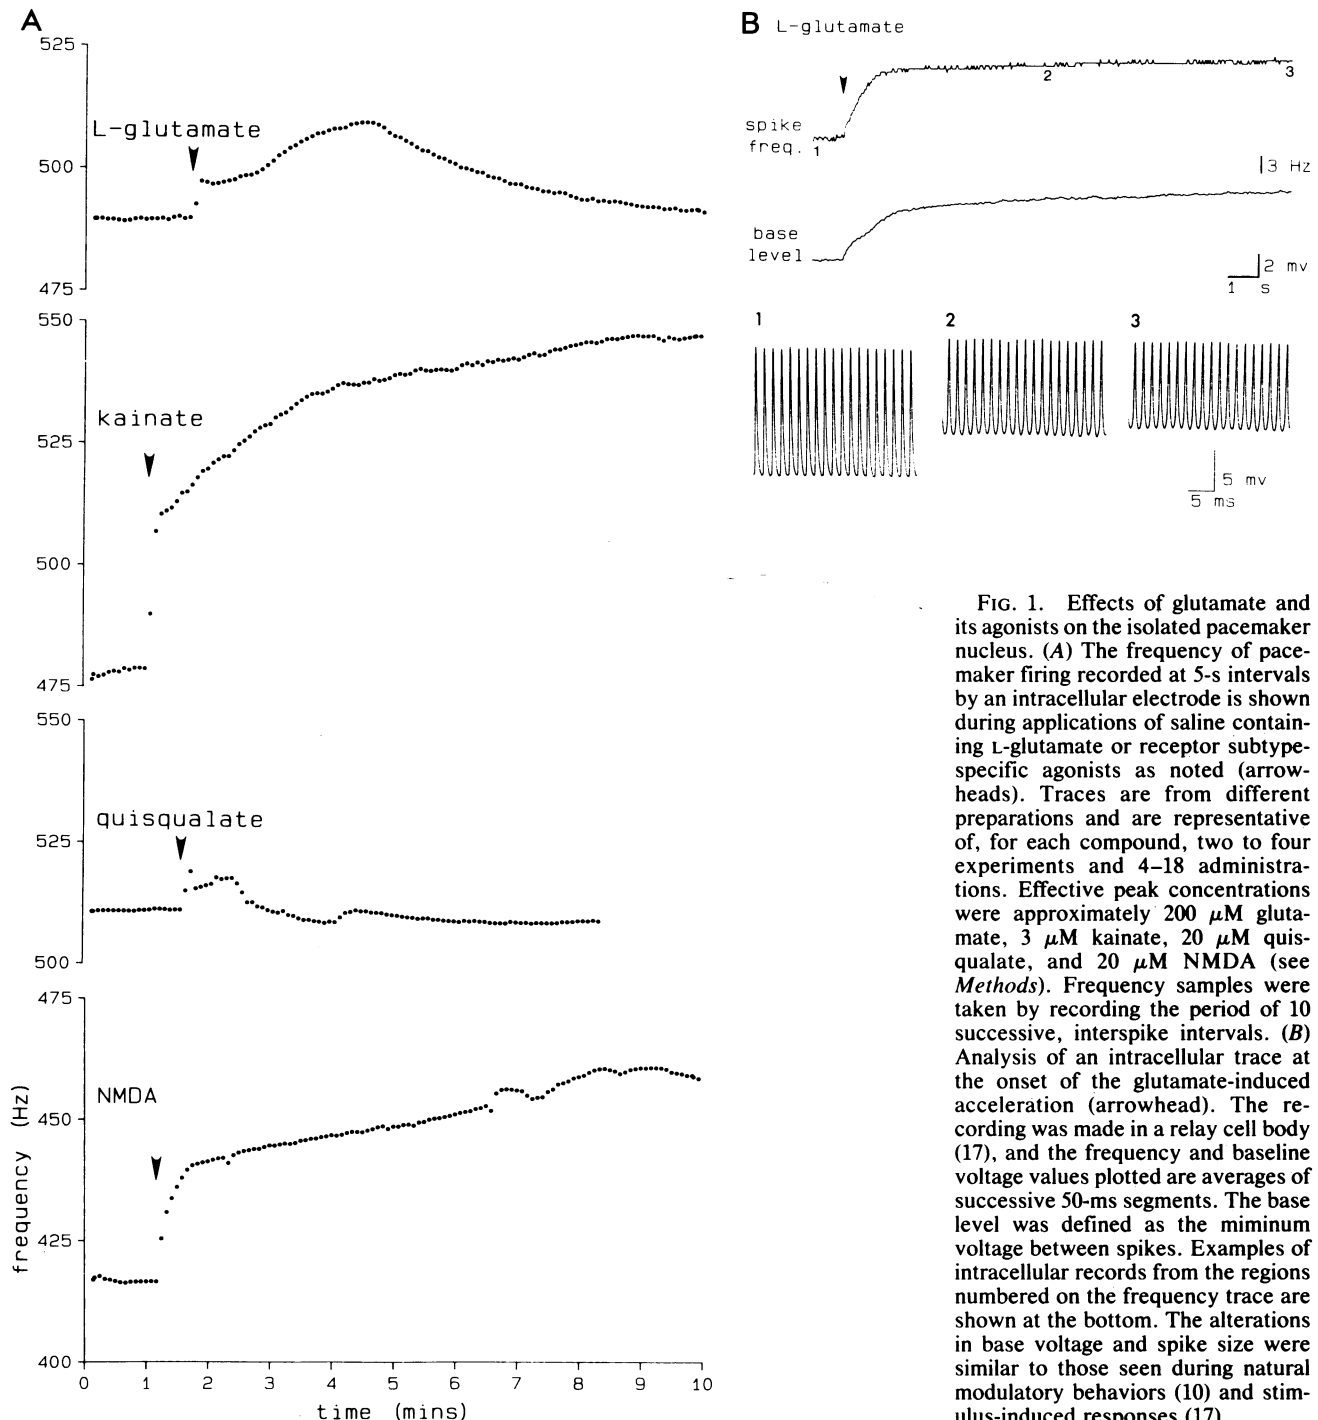 A
525
L-glutamate
500
475
550
kainate
525
500
475
550
quisqualate
525
500
475
NMDA
450
425
400
frequency (Hz)
0 1 2 3 4 5 6 7 8 9 10
time (mins)
B L-glutamate
2
3
spike
freq. 1
3 Hz
base
level
2 mv
1 s
1
2
3
5 mv
5 ms
FIG. 1. Effects of glutamate and
its agonists on the isolated pacemaker
nucleus. (A) The frequency of pace-
maker firing recorded at 5-s intervals
by an intracellular electrode is shown
during applications of saline contain-
ing L-glutamate or receptor subtype-
specific agonists as noted (arrow-
heads). Traces are from different
preparations and are representative
of, for each compound, two to four
experiments and 4–18 administra-
tions. Effective peak concentrations
were approximately 200 μM gluta-
mate, 3 μM kainate, 20 μM quis-
qualate, and 20 μM NMDA (see
Methods). Frequency samples were
taken by recording the period of 10
successive, interspike intervals. (B)
Analysis of an intracellular trace at
the onset of the glutamate-induced
acceleration (arrowhead). The re-
cording was made in a relay cell body
(17), and the frequency and baseline
voltage values plotted are averages of
successive 50-ms segments. The base
level was defined as the miminum
voltage between spikes. Examples of
intracellular records from the regions
numbered on the frequency trace are
shown at the bottom. The alterations
in base voltage and spike size were
similar to those seen during natural
modulatory behaviors (10) and stim-
ulus-induced responses (17).